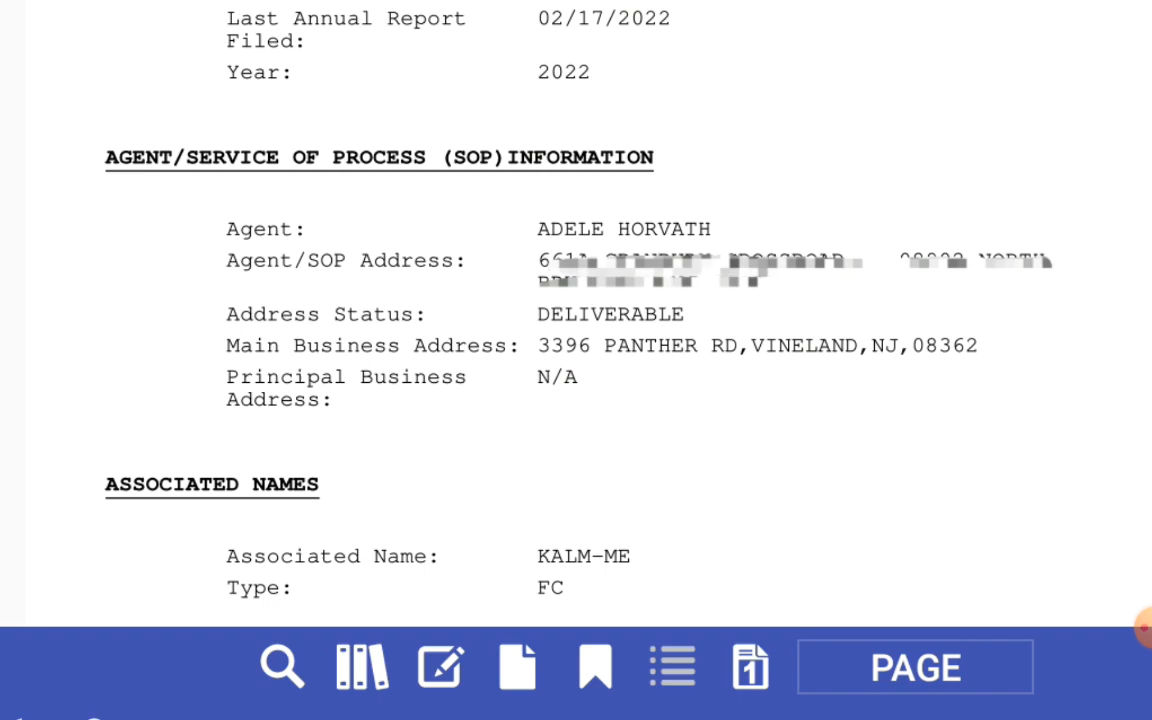 Last Annual Report 02/17/2022
Filed:
Year: 2022
AGENT/SERVICE OF PROCESS (SOP)INFORMATION
Agent: ADELE HORVATH
Agent/SOP Address:
Address Status: DELIVERABLE
Main Business Address: 3396 PANTHER RD,VINELAND,NJ,08362
Principal Business N/A
Address:
ASSOCIATED NAMES
Associated Name: KALM-ME
Type: FC
1
PAGE